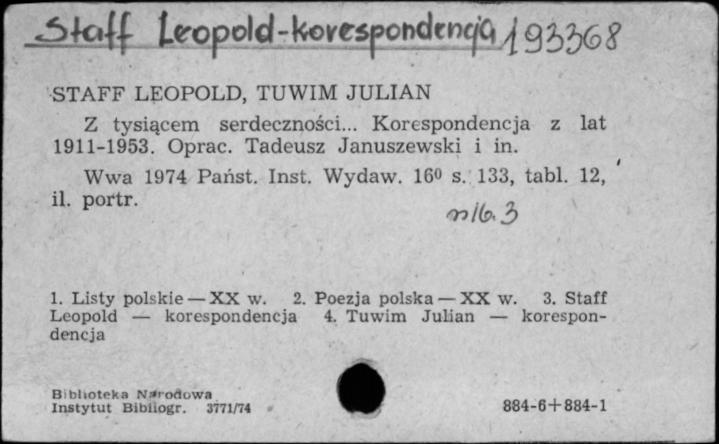 Staff Leopold-korespondencja 193368
STAFF LEOPOLD, TUWIM JULIAN
Z tysiącem serdeczności... Korespondencja z lat
1911-1953. Oprac. Tadeusz Januszewski i in.
Wwa 1974 Państ. Inst. Wydaw. 16⁰ s. 133, tabl. 12,
il. portr.
nlb. 3
1. Listy polskie — XX w. 2. Poezja polska — XX w. 3. Staff
Leopold — korespondencja 4. Tuwim Julian — korespon-
dencja
Biblioteka Narodowa
Instytut Bibliogr. 3771/74
884-6+884-1